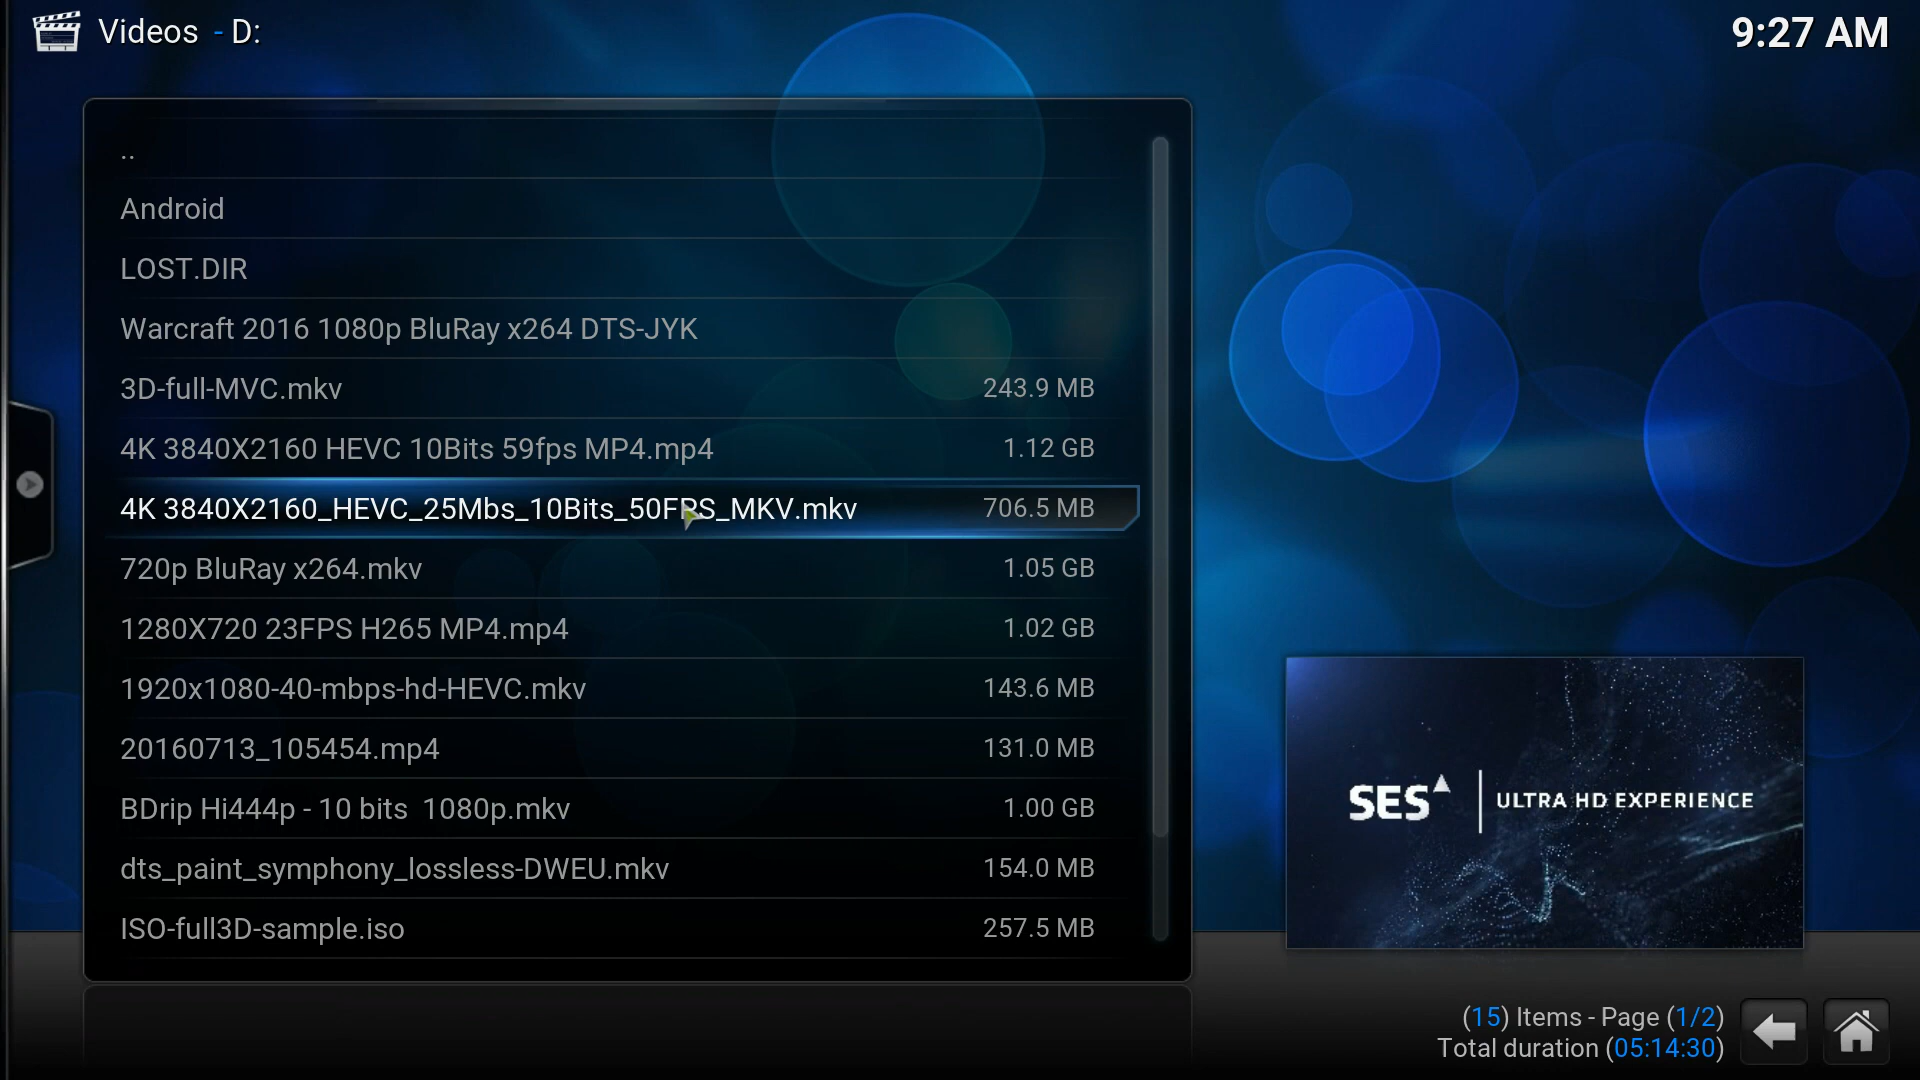 Videos - D:
9:27 AM
..
Android
LOST.DIR
Warcraft 2016 1080p BluRay x264 DTS-JYK
3D-full-MVC.mkv 243.9 MB
4K 3840X2160 HEVC 10Bits 59fps MP4.mp4 1.12 GB
4K 3840X2160_HEVC_25Mbs_10Bits_50FPS_MKV.mkv 706.5 MB
720p BluRay x264.mkv 1.05 GB
1280X720 23FPS H265 MP4.mp4 1.02 GB
1920x1080-40-mbps-hd-HEVC.mkv 143.6 MB
20160713_105454.mp4 131.0 MB
BDrip Hi444p - 10 bits  1080p.mkv 1.00 GB
dts_paint_symphony_lossless-DWEU.mkv 154.0 MB
ISO-full3D-sample.iso 257.5 MB
SES | ULTRA HD EXPERIENCE
(15) Items - Page (1/2)
Total duration (05:14:30)